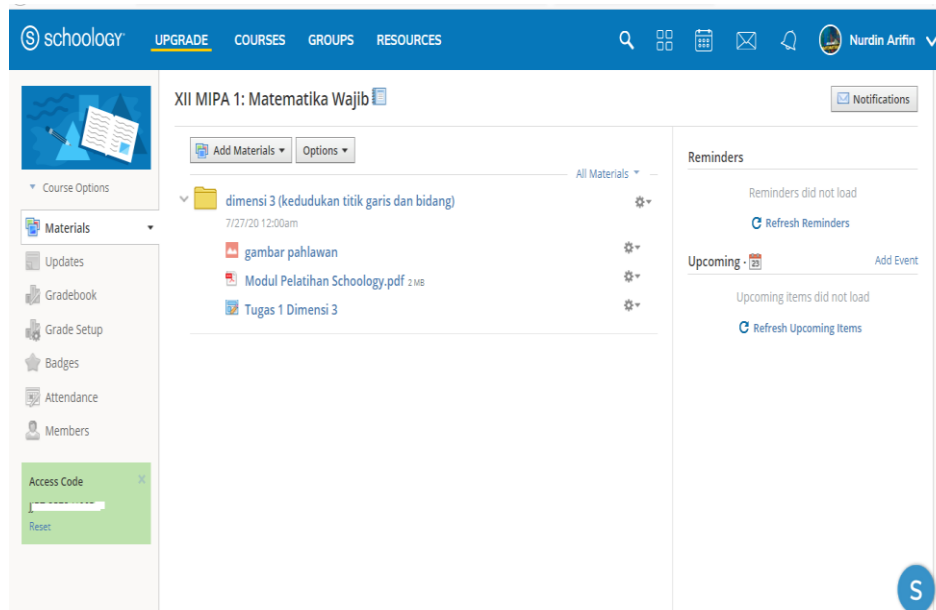 schoology UPGRADE COURSES GROUPS RESOURCES Nurdin Arifin
XII MIPA 1: Matematika Wajib
Notifications
Add Materials
Options
All Materials
Course Options
Materials
Updates
Gradebook
Grade Setup
Badges
Attendance
Members
Access Code
Reset
dimensi 3 (kedudukan titik garis dan bidang)
7/27/20 12:00am
gambar pahlawan
Modul Pelatihan Schoology.pdf 2 MB
Tugas 1 Dimensi 3
Reminders
Reminders did not load
Refresh Reminders
Upcoming · 23
Add Event
Upcoming items did not load
Refresh Upcoming Items
S